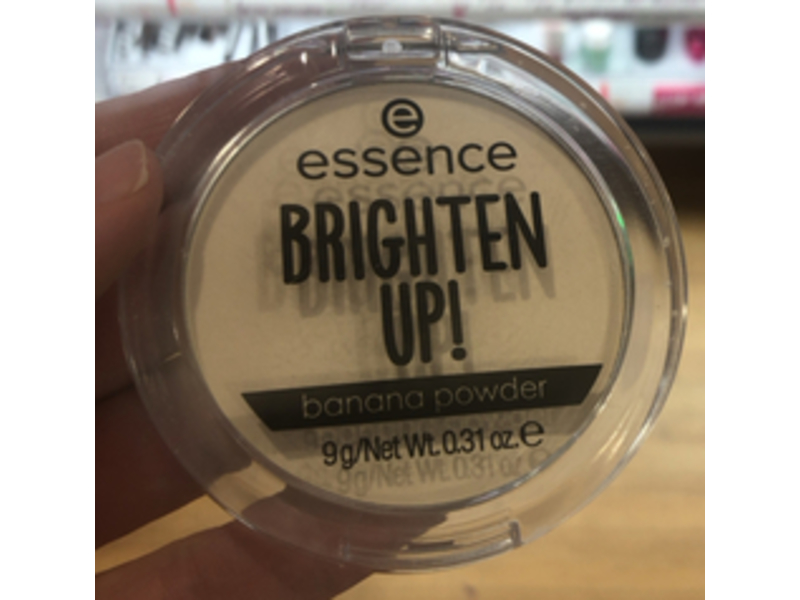 e
essence
BRIGHTEN
UP!
banana powder
9 g/Net Wt. 0.31 oz. ℮